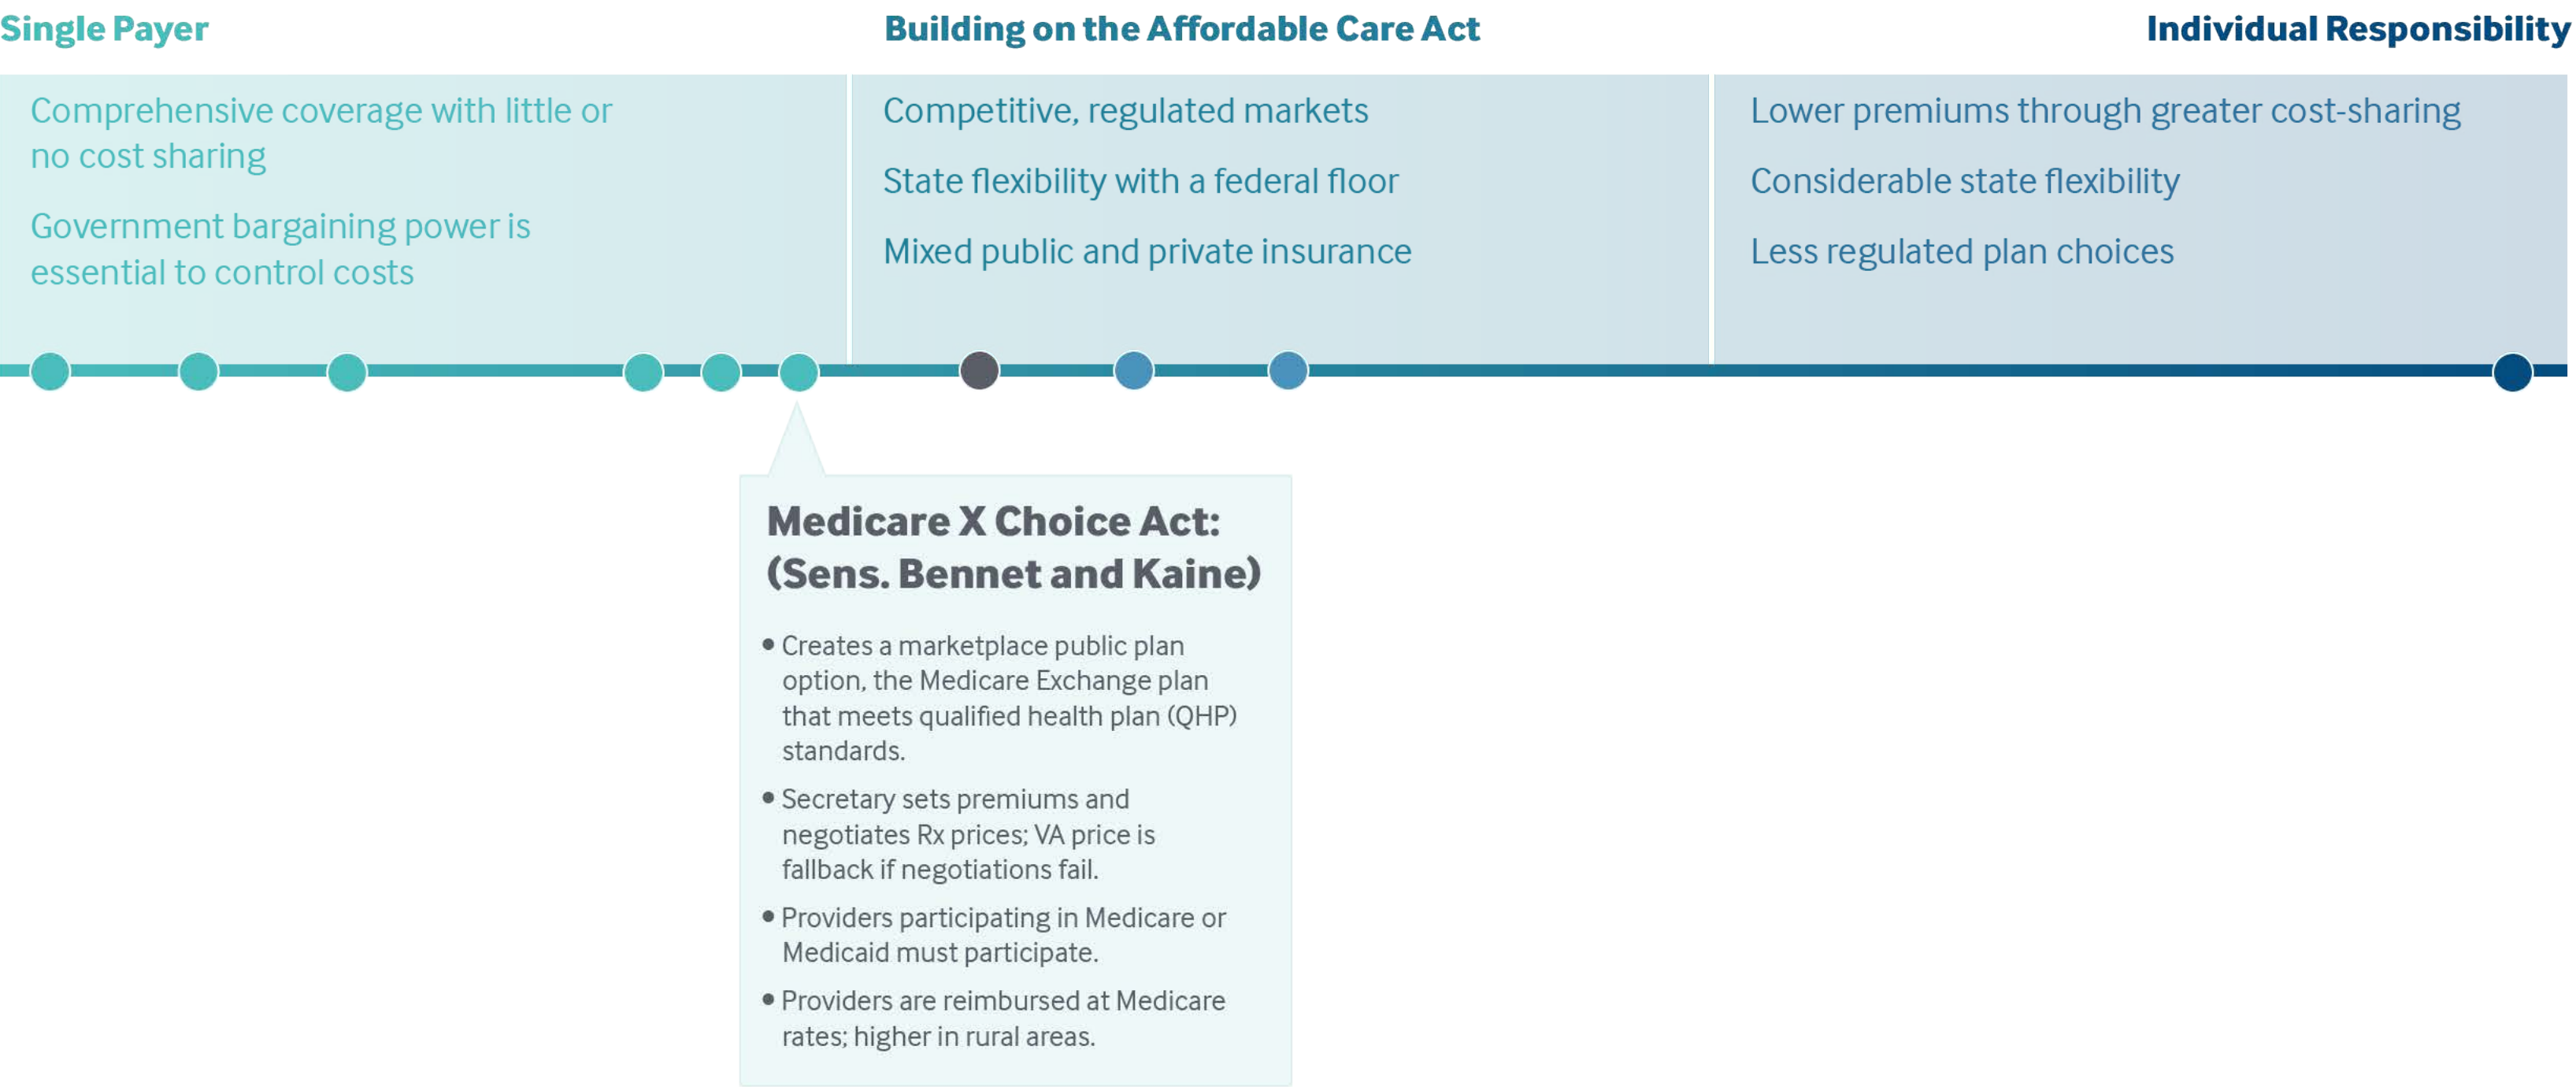 Single Payer
Building on the Affordable Care Act
Individual Responsibility
Comprehensive coverage with little or
no cost sharing
Government bargaining power is
essential to control costs
Competitive, regulated markets
State flexibility with a federal floor
Mixed public and private insurance
Lower premiums through greater cost-sharing
Considerable state flexibility
Less regulated plan choices
Medicare X Choice Act:
(Sens. Bennet and Kaine)
• Creates a marketplace public plan
option, the Medicare Exchange plan
that meets qualified health plan (QHP)
standards.
• Secretary sets premiums and
negotiates Rx prices; VA price is
fallback if negotiations fail.
• Providers participating in Medicare or
Medicaid must participate.
• Providers are reimbursed at Medicare
rates; higher in rural areas.